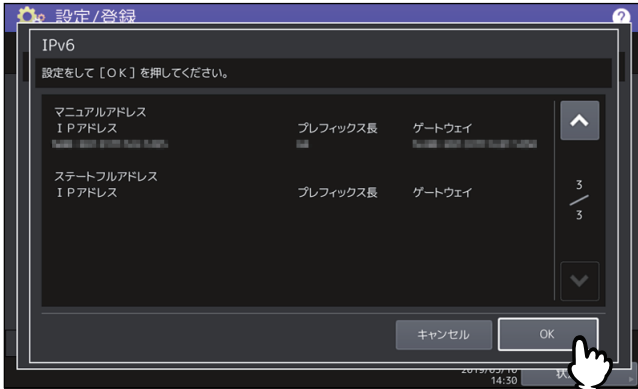 設定/登録
?
IPv6
設定をして［ＯＫ］を押してください。
マニュアルアドレス
ＩＰアドレス プレフィックス長 ゲートウェイ
ステートフルアドレス
ＩＰアドレス プレフィックス長 ゲートウェイ
3
3
キャンセル OK
14:30